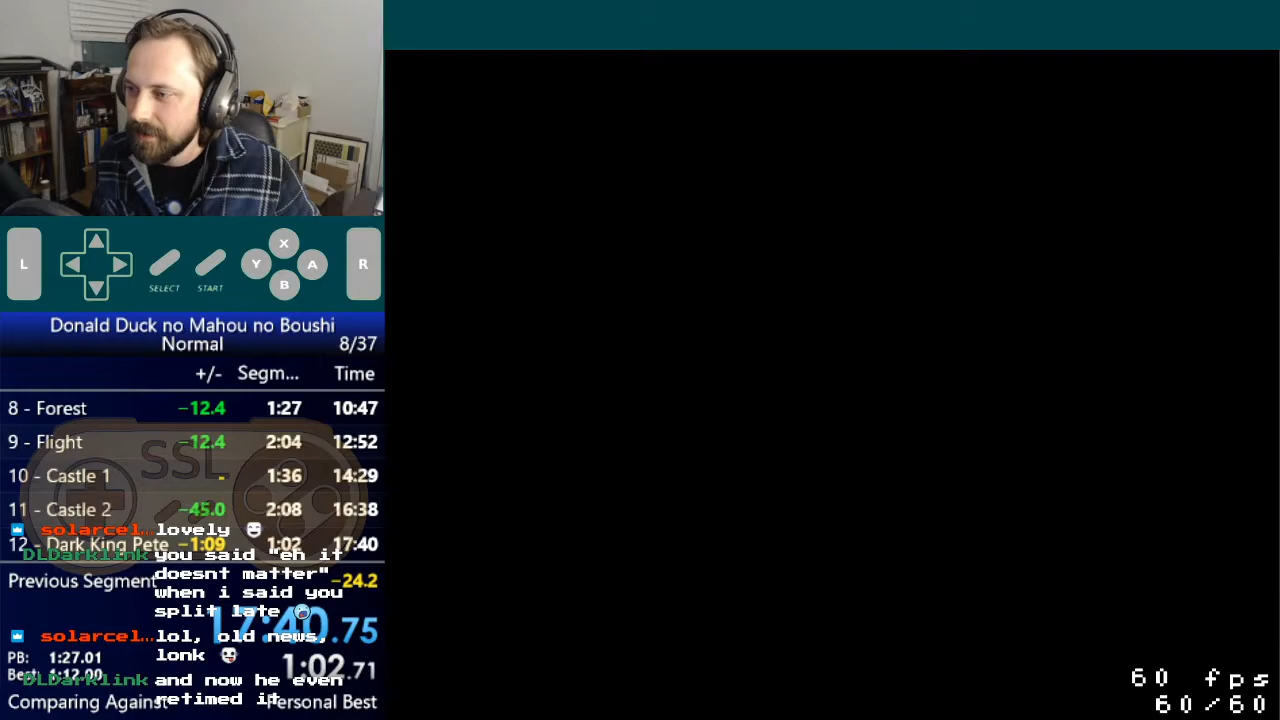 L
X
Y
A
B
R
SELECT
START
Donald Duck no Mahou no Boushi
Normal 8/37
+/- Segm... Time
8 - Forest −12.4 1:27 10:47
9 - Flight −12.4 2:04 12:52
SSL
10 - Castle 1 - 1:36 14:29
11 - Castle 2 −45.0 2:08 16:38
solarcel... lovely
12 - Dark King Pete −1:09 1:02 17:40
DLDarklink you said "eh it
doesnt matter"
when i said you
split late
Previous Segment −24.2
17:40.75
solarcel... lol, old news,
lonk
PB: 1:27.01
Best: 1:12.00
1:02.71
DLDarklink and now he even
retimed it
Comparing Against Personal Best
60 fps
60/60